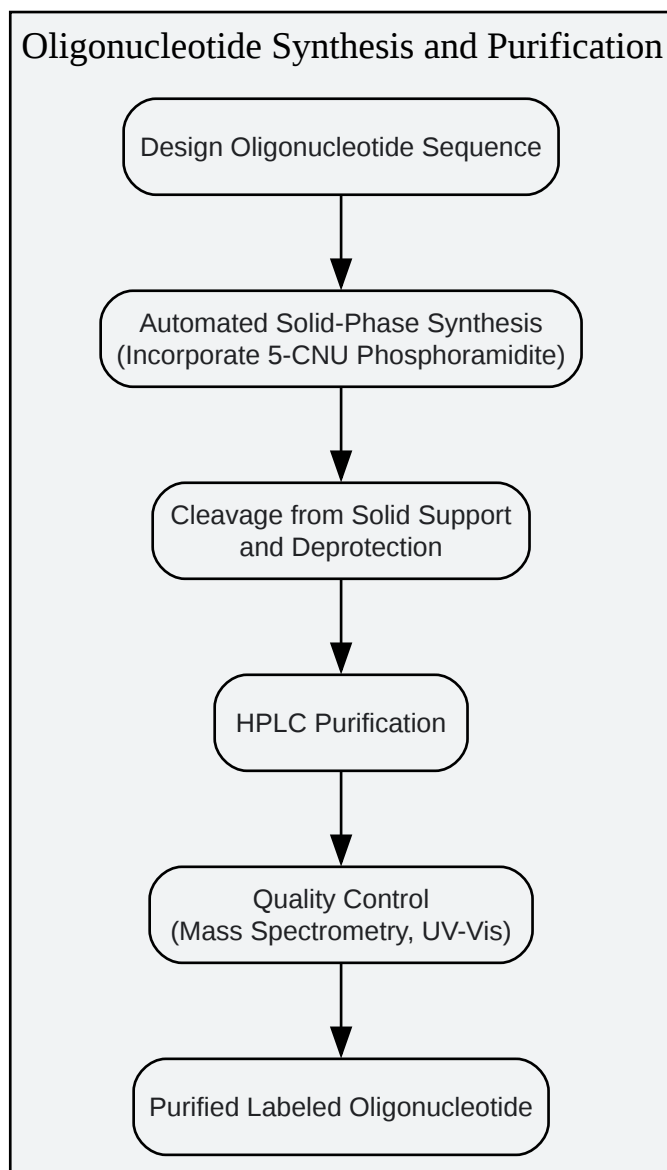 Oligonucleotide Synthesis and Purification
Design Oligonucleotide Sequence
Automated Solid-Phase Synthesis
(Incorporate 5-CNU Phosphoramidite)
Cleavage from Solid Support
and Deprotection
HPLC Purification
Quality Control
(Mass Spectrometry, UV-Vis)
Purified Labeled Oligonucleotide